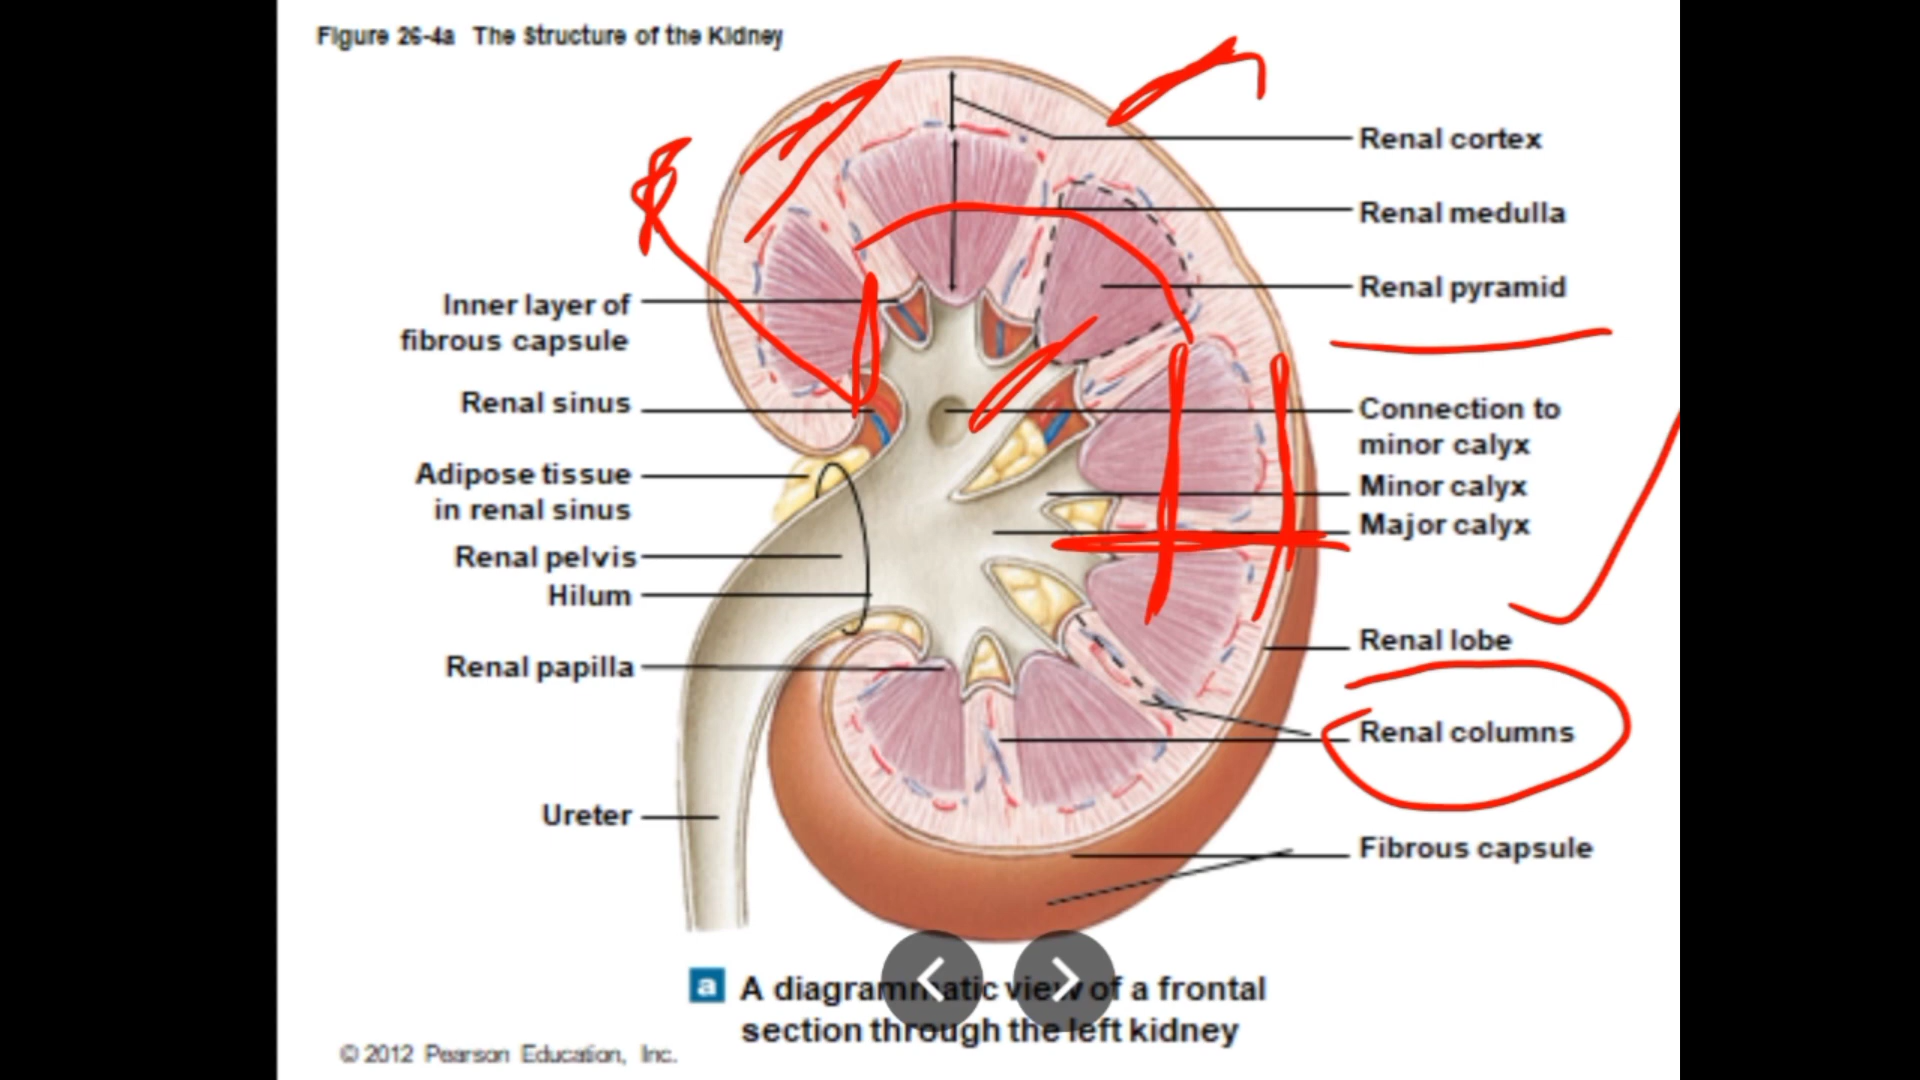 Figure 26-4a The Structure of the Kidney
Renal cortex
Renal medulla
Renal pyramid
Inner layer of
fibrous capsule
Renal sinus
Connection to
minor calyx
Adipose tissue
in renal sinus
Minor calyx
Major calyx
Renal pelvis
Hilum
Renal papilla
Renal lobe
Renal columns
Ureter
Fibrous capsule
a A diagrammatic view of a frontal
section through the left kidney
© 2012 Pearson Education, Inc.